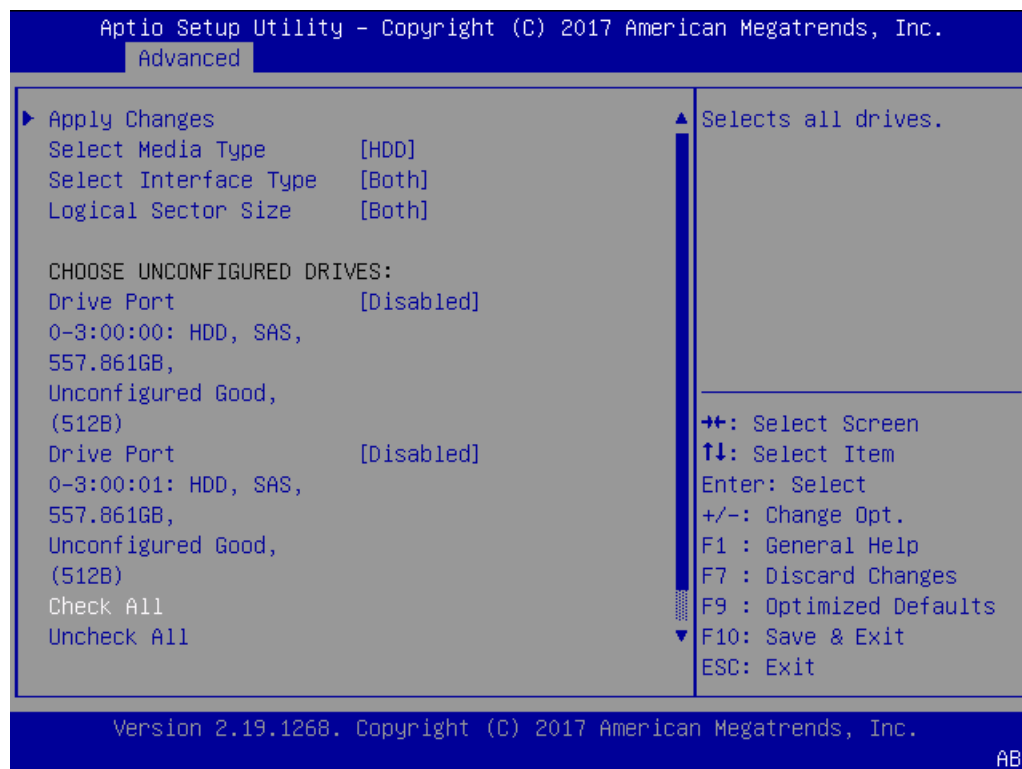 Aptio Setup Utility – Copyright (C) 2017 American Megatrends, Inc.
Advanced
Apply Changes
Select Media Type [HDD]
Select Interface Type [Both]
Logical Sector Size [Both]
CHOOSE UNCONFIGURED DRIVES:
Drive Port [Disabled]
0-3:00:00: HDD, SAS,
557.861GB,
Unconfigured Good,
(512B)
Drive Port [Disabled]
0-3:00:01: HDD, SAS,
557.861GB,
Unconfigured Good,
(512B)
Check All
Uncheck All
Selects all drives.
→←: Select Screen
↑↓: Select Item
Enter: Select
+/-: Change Opt.
F1 : General Help
F7 : Discard Changes
F9 : Optimized Defaults
F10: Save & Exit
ESC: Exit
Version 2.19.1268. Copyright (C) 2017 American Megatrends, Inc.
AB